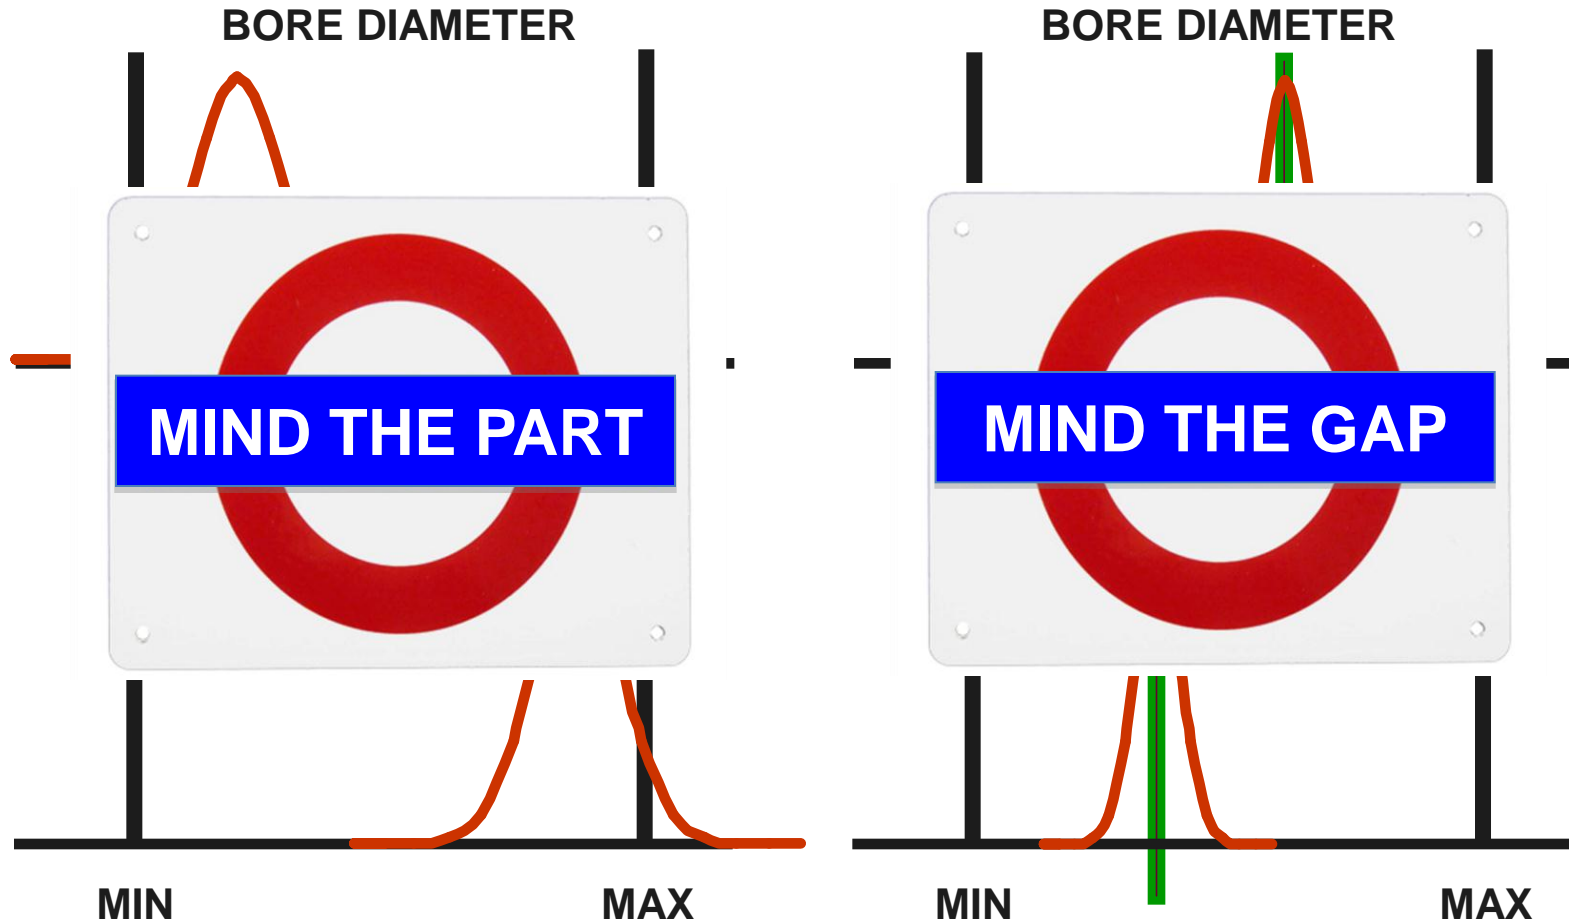 BORE DIAMETER
MIND THE PART
MIN
MAX
BORE DIAMETER
MIND THE GAP
MIN
MAX